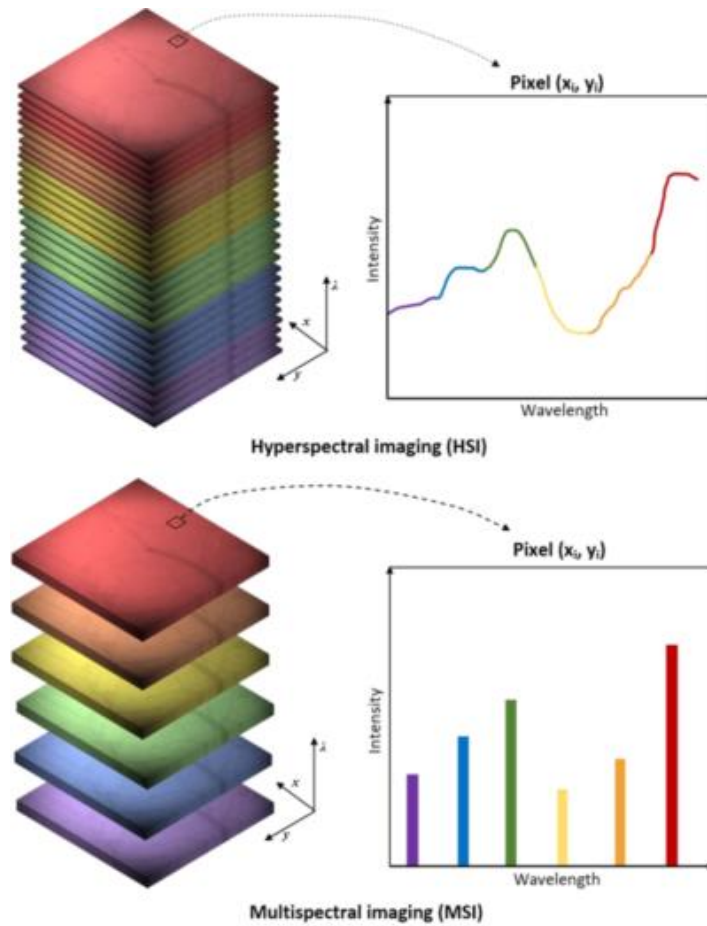 Pixel (xᵢ, yᵢ)
Intensity
λ
x
y
Wavelength
Hyperspectral imaging (HSI)
Pixel (xᵢ, yᵢ)
Intensity
λ
x
y
Wavelength
Multispectral imaging (MSI)